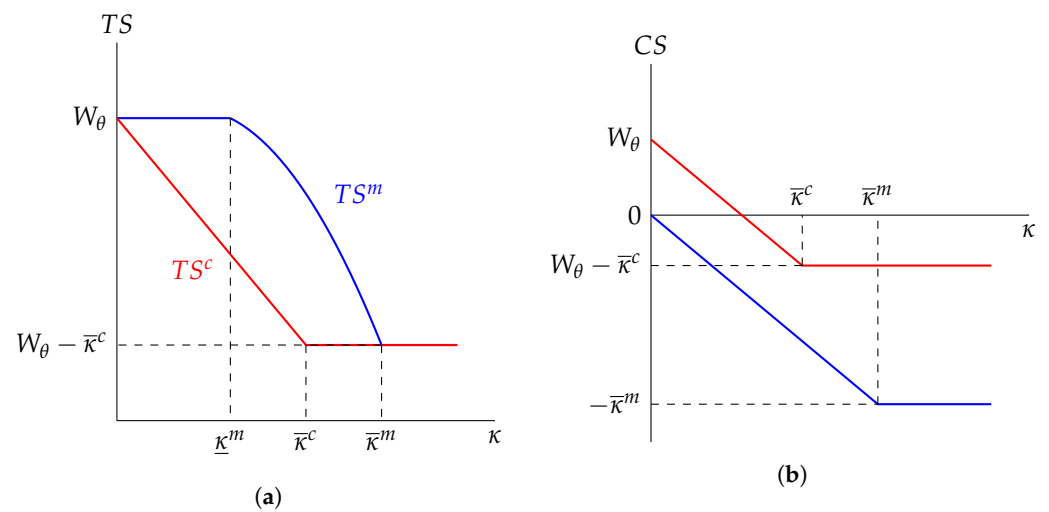 TS
W_θ
TS^m
TS^c
W_θ − κ̅^c
κ̲^m
κ̅^c
κ̅^m
κ
(a)
CS
W_θ
κ̅^c
κ̅^m
0
κ
W_θ − κ̅^c
−κ̅^m
(b)